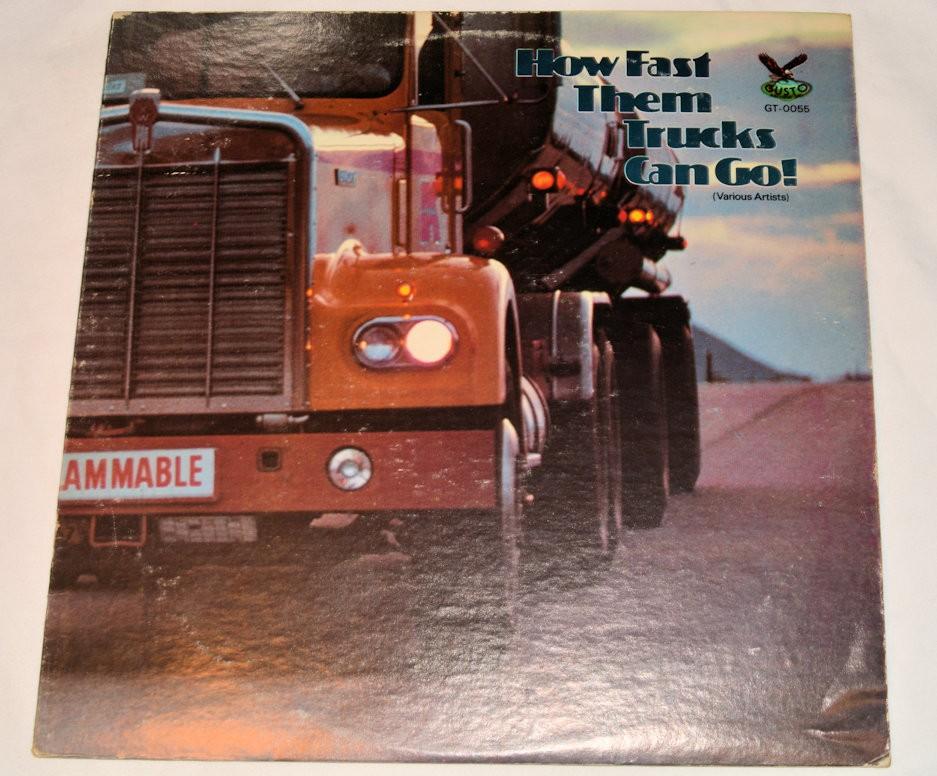 How Fast
Them
Trucks
Can Go!
(Various Artists)
GUSTO
GT-0055
AMMABLE